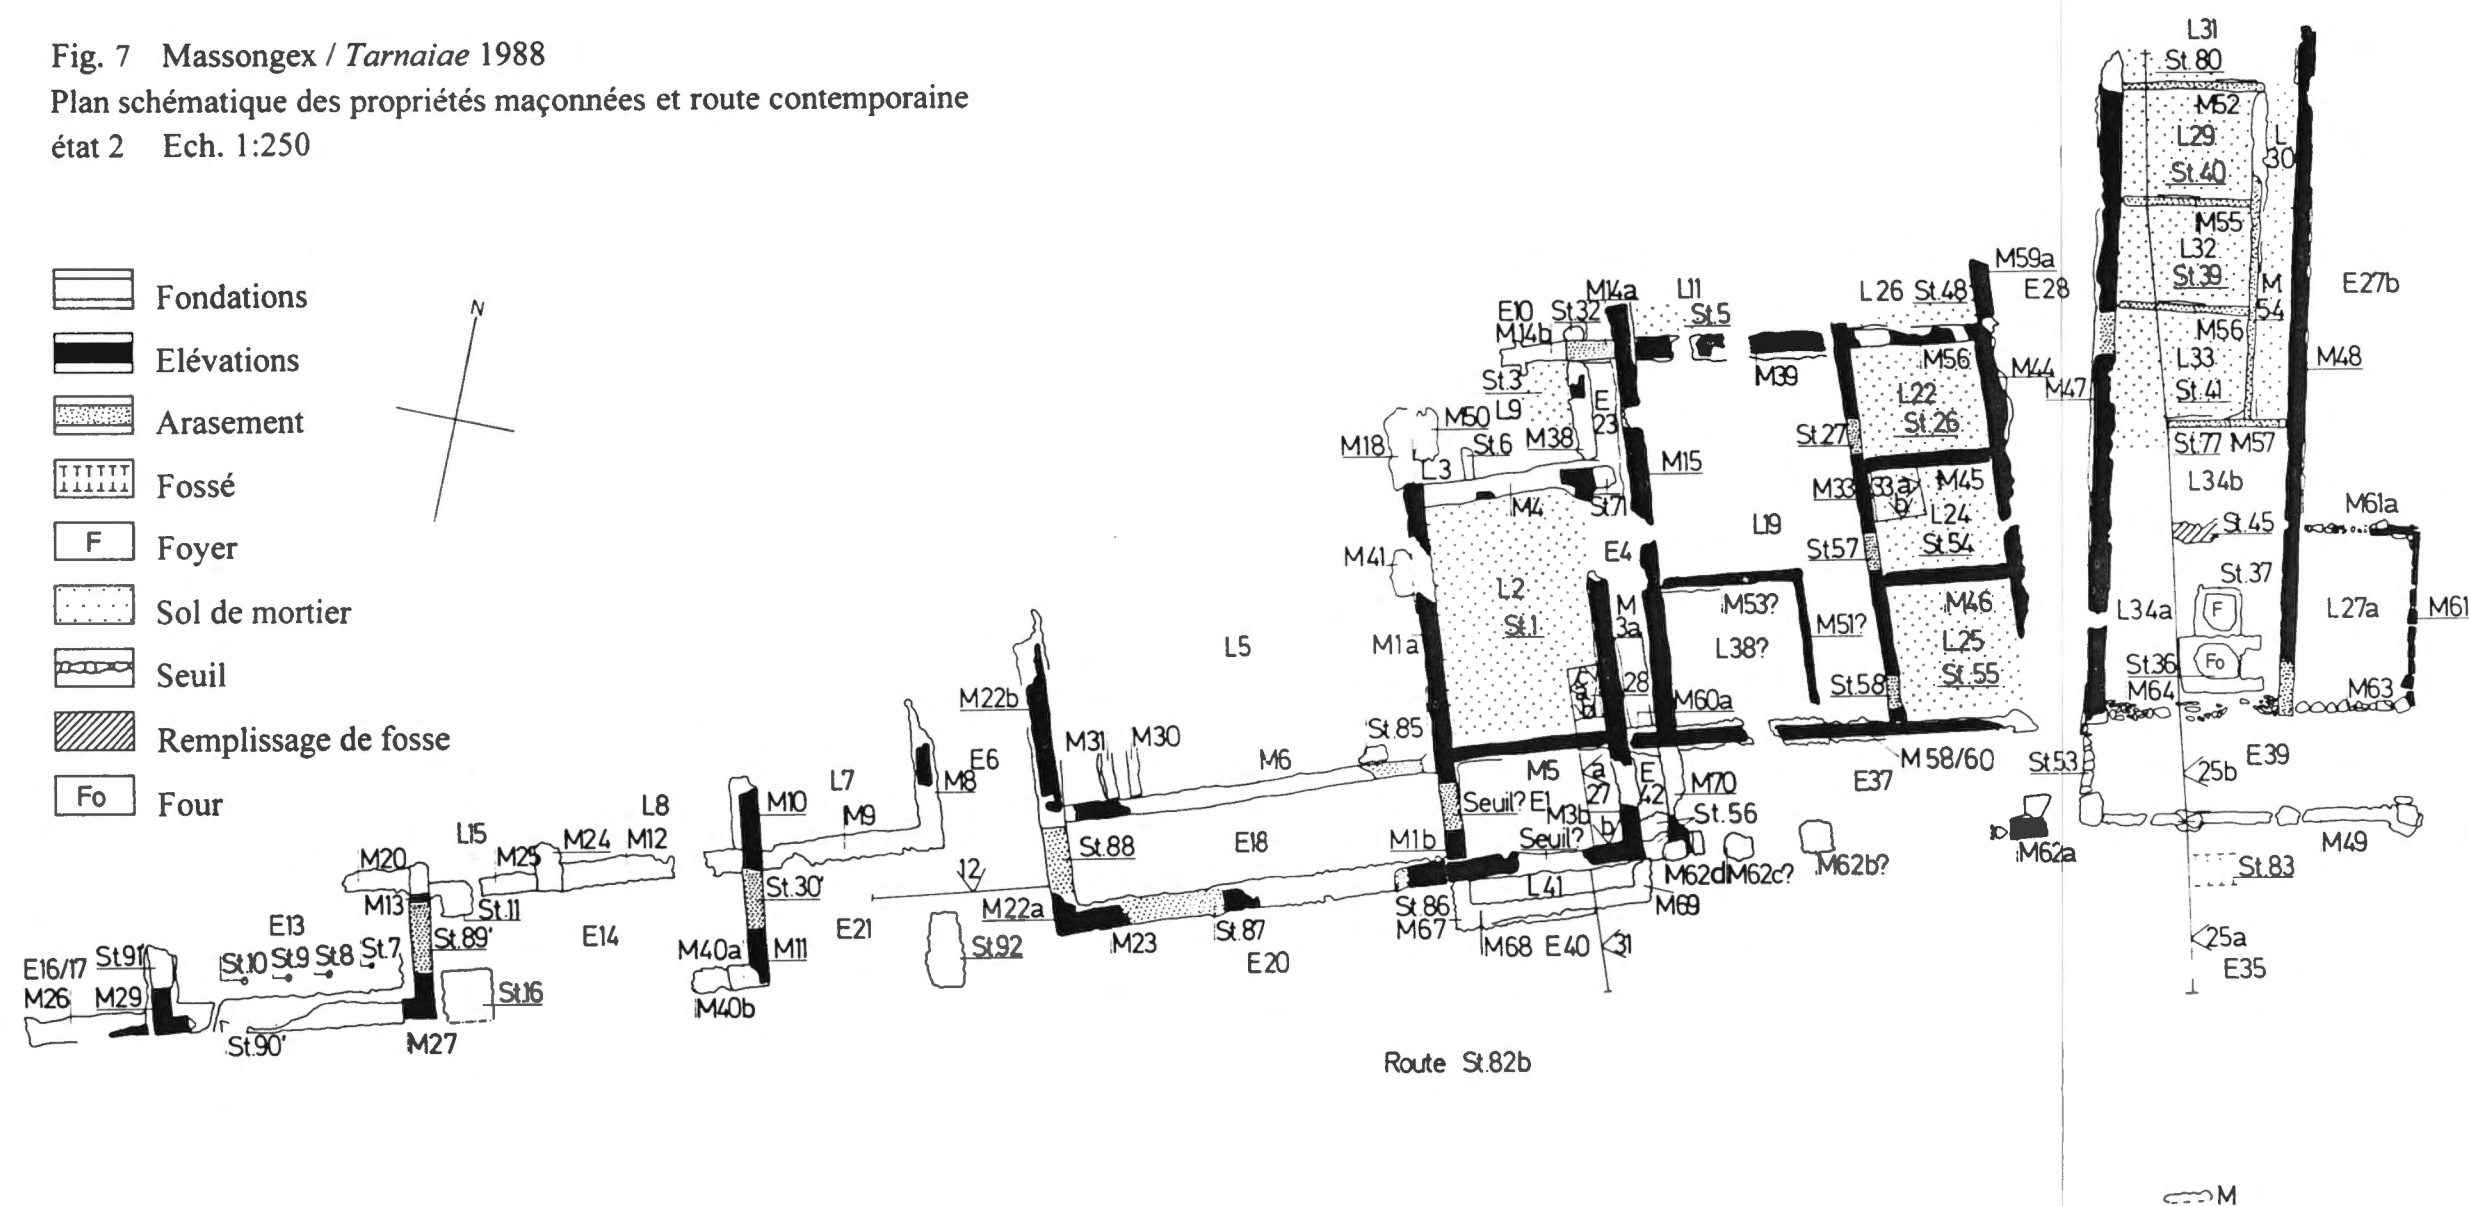 Fig. 7 Massongex / Tarnaiae 1988
Plan schématique des propriétés maçonnées et route contemporaine
état 2 Ech. 1:250
Fondations
Elévations
Arasement
Fossé
F Foyer
Sol de mortier
Seuil
Remplissage de fosse
Fo Four
N
L31
St.80
M52
L29
St.40
L
30
M55
L32
St.39
M
54
M56
L33
St.41
St.77 M57
L34b
St.45
St.37
F
Fo
L34a
St.36
M64
E27b
M48
M47
M61a
L27a
M61
M63
E39
25b
St.53
M49
St.83
25a
E35
M59a
E28
M44
L26 St.48
M56
L22
St.26
St.27
M33
33a
b
M45
L24
St.54
St.57
M46
L25
St.55
St.58
M14a
L11
St.5
E10
St.32
M14b
M39
St.3
L9
E
23
M50
M38
St.6
M18
L3
M15
M4
St.71
L19
E4
M41
L2
St.1
M
3a
M53?
L38?
M51?
M1a
28
c
a
b
M60a
M58/60
E37
St.85
M5
a
27
b
E
42
M70
Seuil? E1
M3b
Seuil?
St.56
M1b
M62d
M62c?
M62b?
M62a
L41
St.86
M67
M69
M68
E40
31
L5
M22b
M31
M30
M6
E6
St.88
E18
M22a
M23
St.87
E20
12
L7
M8
M10
M9
L8
M24
M12
L15
M25
M20
St.30'
E21
St.92
M40a
M11
M40b
M13
St.11
E14
E13
St.89'
St.10
St.9
St.8
St.7
St.91'
E16/17
M26
M29
St.16
St.90'
M27
Route St.82b
M